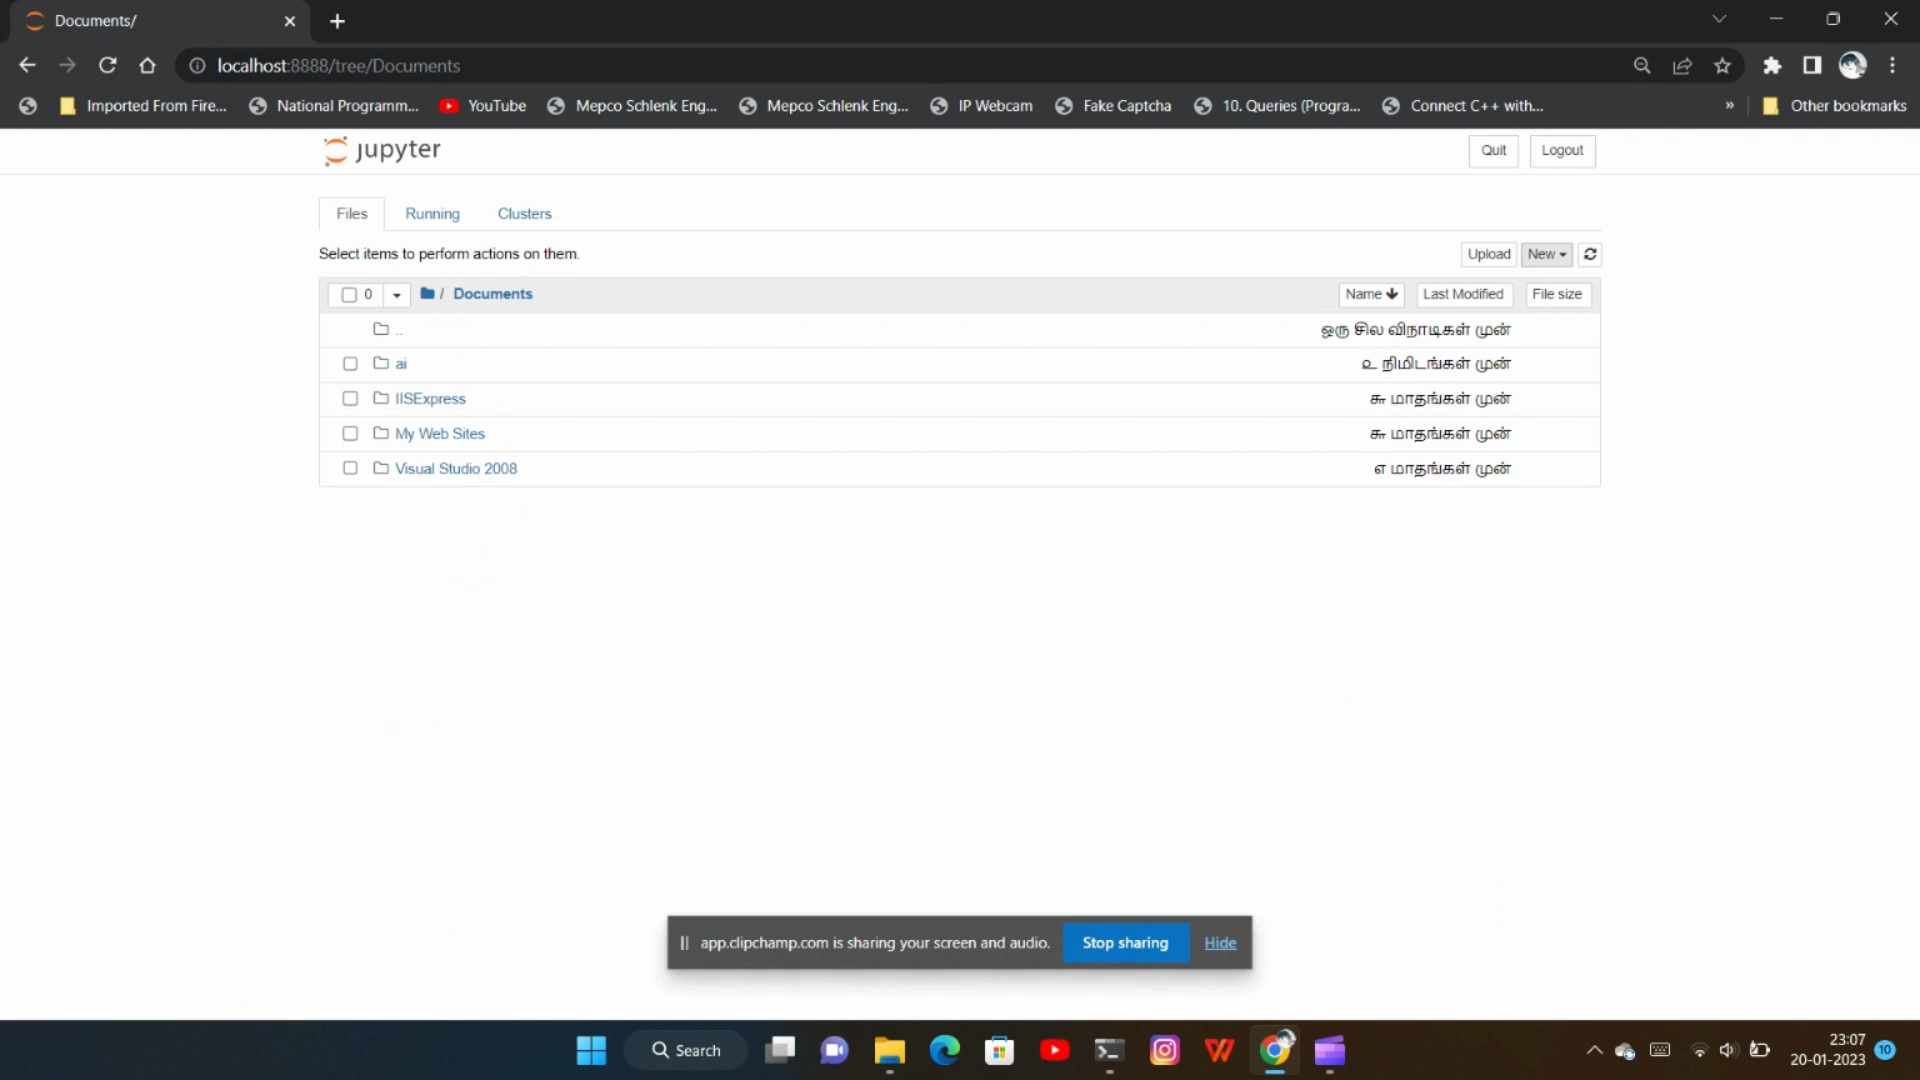 Documents/
localhost:8888/tree/Documents
Imported From Fire... National Programm... YouTube Mepco Schlenk Eng... Mepco Schlenk Eng... IP Webcam Fake Captcha 10. Queries (Progra... Connect C++ with... » Other bookmarks
jupyter Quit Logout
Files Running Clusters
Select items to perform actions on them. Upload New
0 / Documents Name Last Modified File size
.. ஒரு சில விநாடிகள் முன்
ai ௨ நிமிடங்கள் முன்
IISExpress ௬ மாதங்கள் முன்
My Web Sites ௬ மாதங்கள் முன்
Visual Studio 2008 ௭ மாதங்கள் முன்
app.clipchamp.com is sharing your screen and audio. Stop sharing Hide
Search
23:07
20-01-2023 10